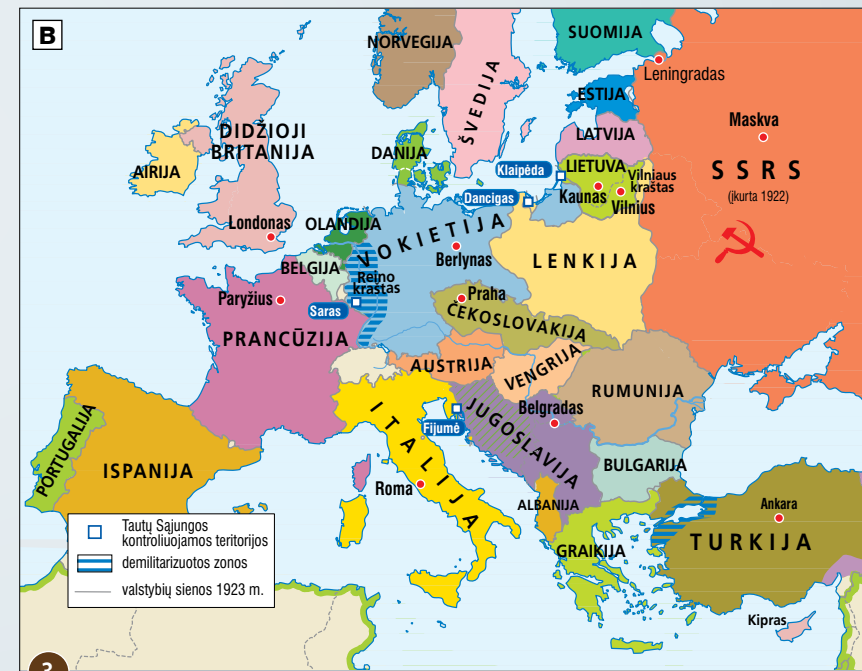 B
NORVEGIJA
SUOMIJA
ŠVEDIJA
Leningradas
ESTIJA
Maskva
LATVIJA
DIDŽIOJI
BRITANIJA
DANIJA
AIRIJA
Klaipėda
LIETUVA
Vilniaus
kraštas
S S R S
(įkurta 1922)
Dancigas
Kaunas
Vilnius
Londonas
OLANDIJA
VOKIETIJA
Berlynas
LENKIJA
BELGIJA
Reino
kraštas
Praha
Paryžius
Saras
ČEKOSLOVAKIJA
PRANCŪZIJA
AUSTRIJA
VENGRIJA
RUMUNIJA
ITALIJA
JUGOSLAVIJA
Belgradas
Fijumė
PORTUGALIJA
ISPANIJA
BULGARIJA
Roma
ALBANIJA
Ankara
TURKIJA
GRAIKIJA
Kipras
Tautų Sąjungos
kontroliuojamos teritorijos
demilitarizuotos zonos
valstybių sienos 1923 m.
3